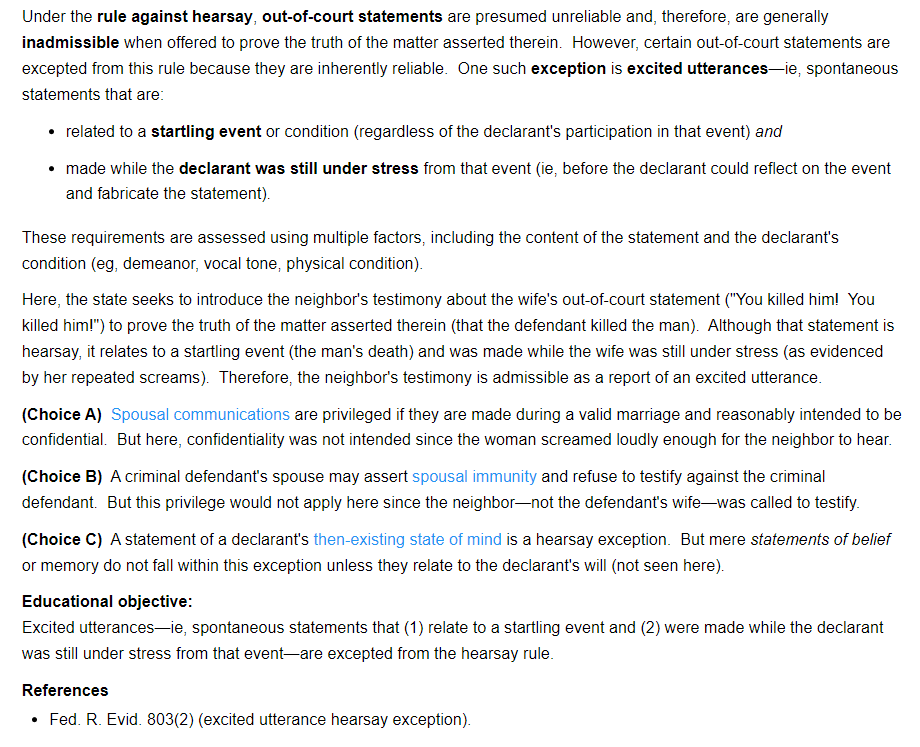 Under the rule against hearsay, out-of-court statements are presumed unreliable and, therefore, are generally
inadmissible when offered to prove the truth of the matter asserted therein.  However, certain out-of-court statements are
excepted from this rule because they are inherently reliable.  One such exception is excited utterances—ie, spontaneous
statements that are:
• related to a startling event or condition (regardless of the declarant's participation in that event) and
• made while the declarant was still under stress from that event (ie, before the declarant could reflect on the event
and fabricate the statement).
These requirements are assessed using multiple factors, including the content of the statement and the declarant's
condition (eg, demeanor, vocal tone, physical condition).
Here, the state seeks to introduce the neighbor's testimony about the wife's out-of-court statement ("You killed him!  You
killed him!") to prove the truth of the matter asserted therein (that the defendant killed the man).  Although that statement is
hearsay, it relates to a startling event (the man's death) and was made while the wife was still under stress (as evidenced
by her repeated screams).  Therefore, the neighbor's testimony is admissible as a report of an excited utterance.
(Choice A)  Spousal communications are privileged if they are made during a valid marriage and reasonably intended to be
confidential.  But here, confidentiality was not intended since the woman screamed loudly enough for the neighbor to hear.
(Choice B)  A criminal defendant's spouse may assert spousal immunity and refuse to testify against the criminal
defendant.  But this privilege would not apply here since the neighbor—not the defendant's wife—was called to testify.
(Choice C)  A statement of a declarant's then-existing state of mind is a hearsay exception.  But mere statements of belief
or memory do not fall within this exception unless they relate to the declarant's will (not seen here).
Educational objective:
Excited utterances—ie, spontaneous statements that (1) relate to a startling event and (2) were made while the declarant
was still under stress from that event—are excepted from the hearsay rule.
References
• Fed. R. Evid. 803(2) (excited utterance hearsay exception).